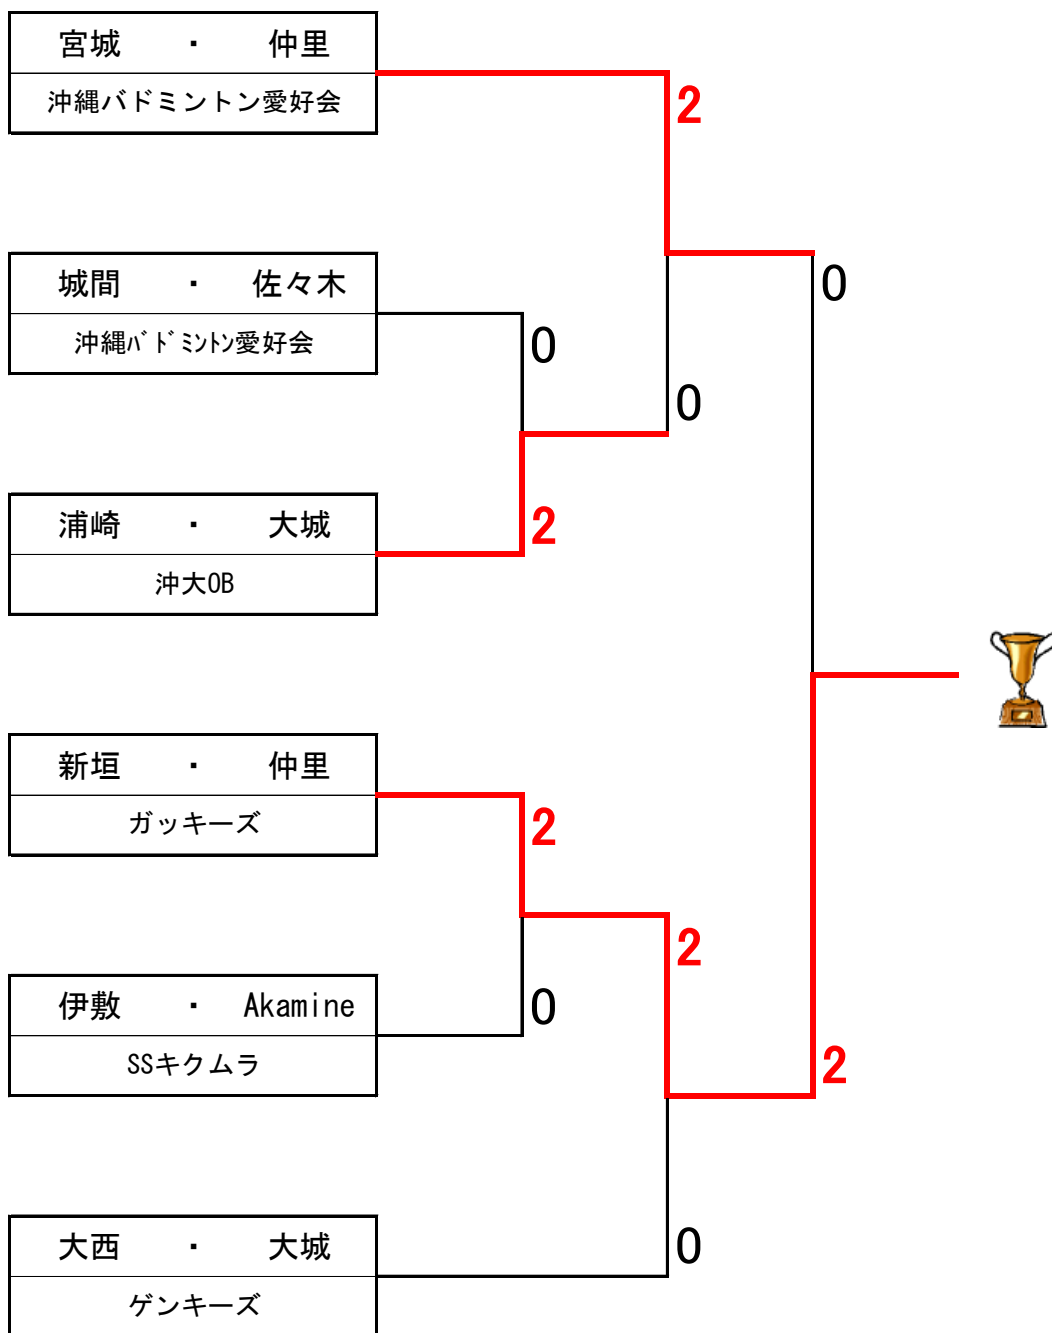 宮城 ・ 仲里
沖縄バドミントン愛好会
2
城間 ・ 佐々木
0
沖縄ﾊﾞﾄﾞﾐﾝﾄﾝ愛好会
0
0
浦崎 ・ 大城
2
沖大OB
新垣 ・ 仲里
ガッキーズ
2
2
伊敷 ・ Akamine
0
SSキクムラ
2
大西 ・ 大城
0
ゲンキーズ